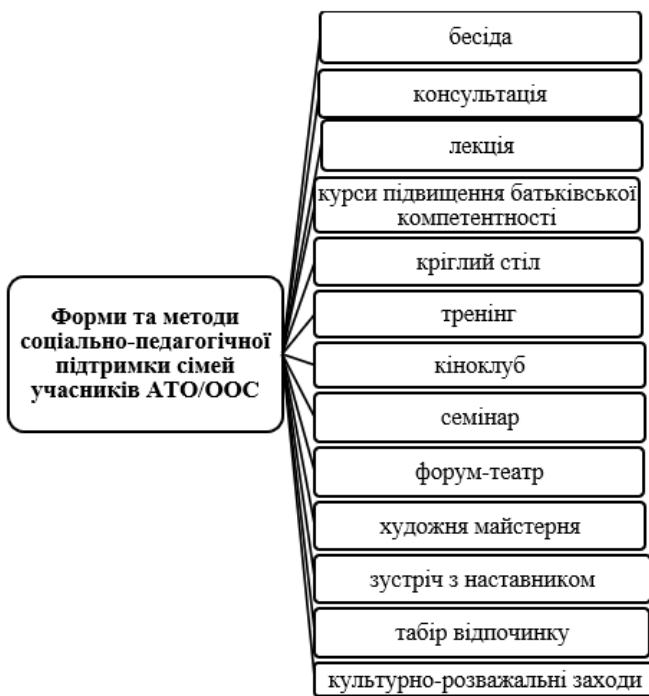 бесіда
консультація
лекція
курси підвищення батьківської
компетентності
кріглий стіл
Форми та методи
соціально-педагогічної
підтримки сімей
учасників АТО/ООС
тренінг
кіноклуб
семінар
форум-театр
художня майстерня
зустріч з наставником
табір відпочинку
культурно-розважальні заходи